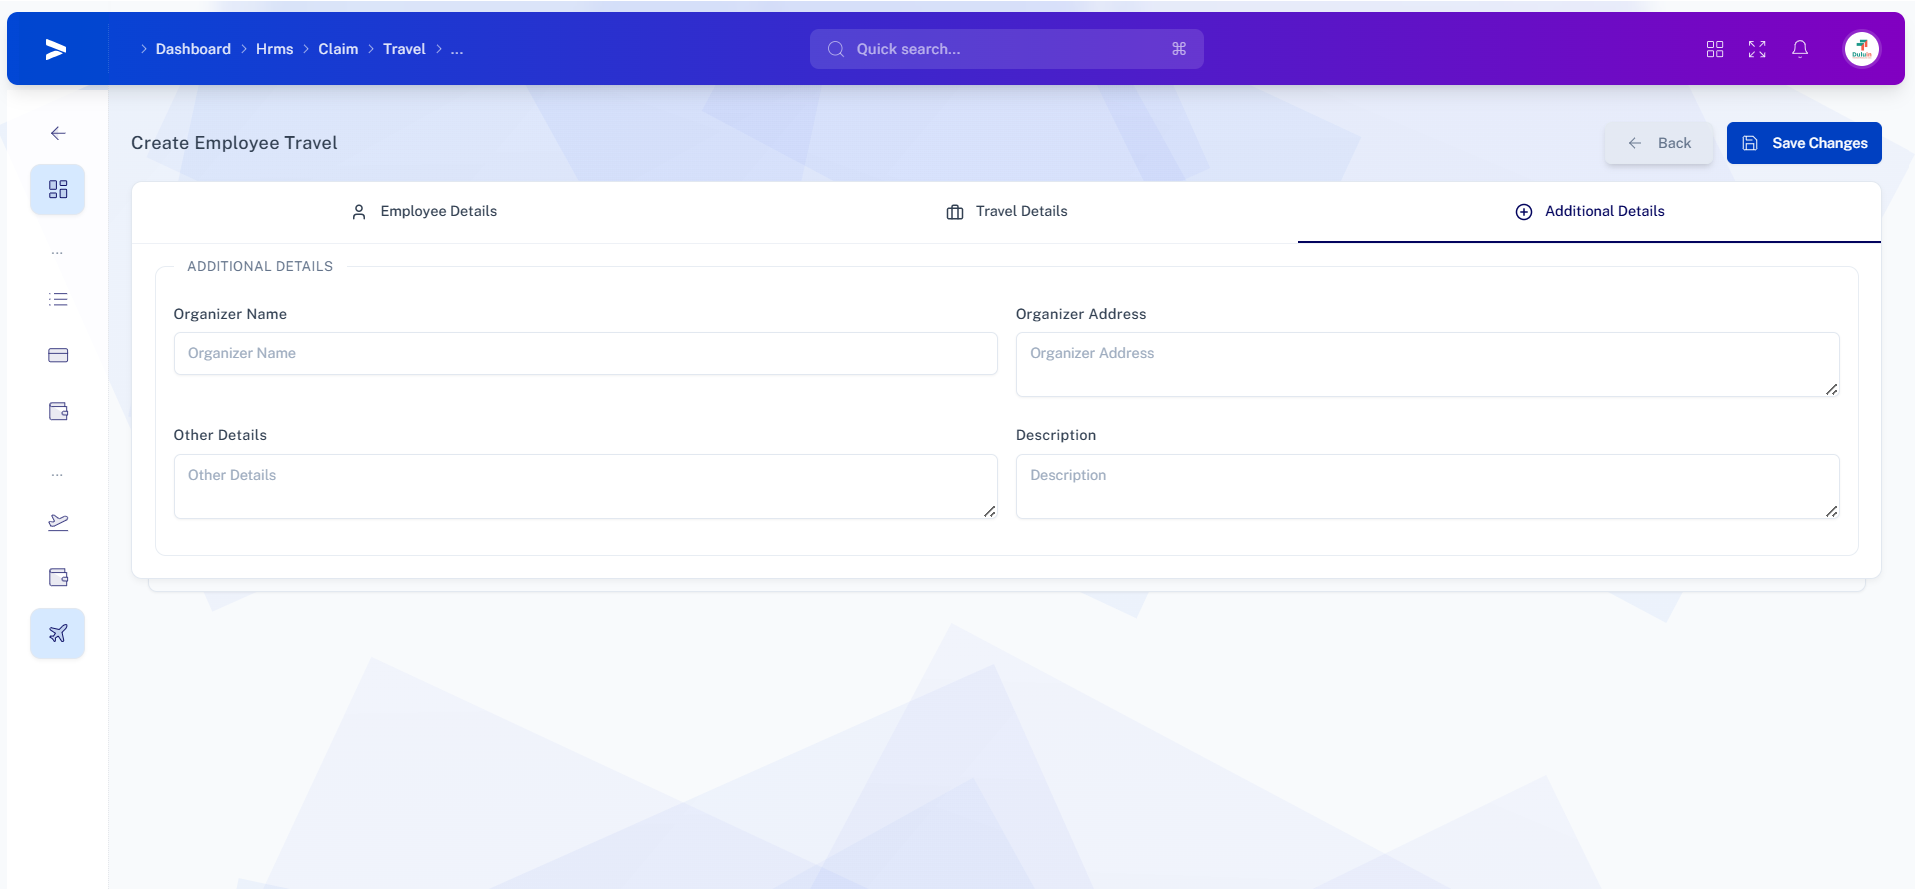 Dashboard Hrms Claim Travel ...
Quick search...
Create Employee Travel
Back
Save Changes
Employee Details
Travel Details
Additional Details
ADDITIONAL DETAILS
Organizer Name
Organizer Address
Organizer Name
Organizer Address
Other Details
Description
Other Details
Description